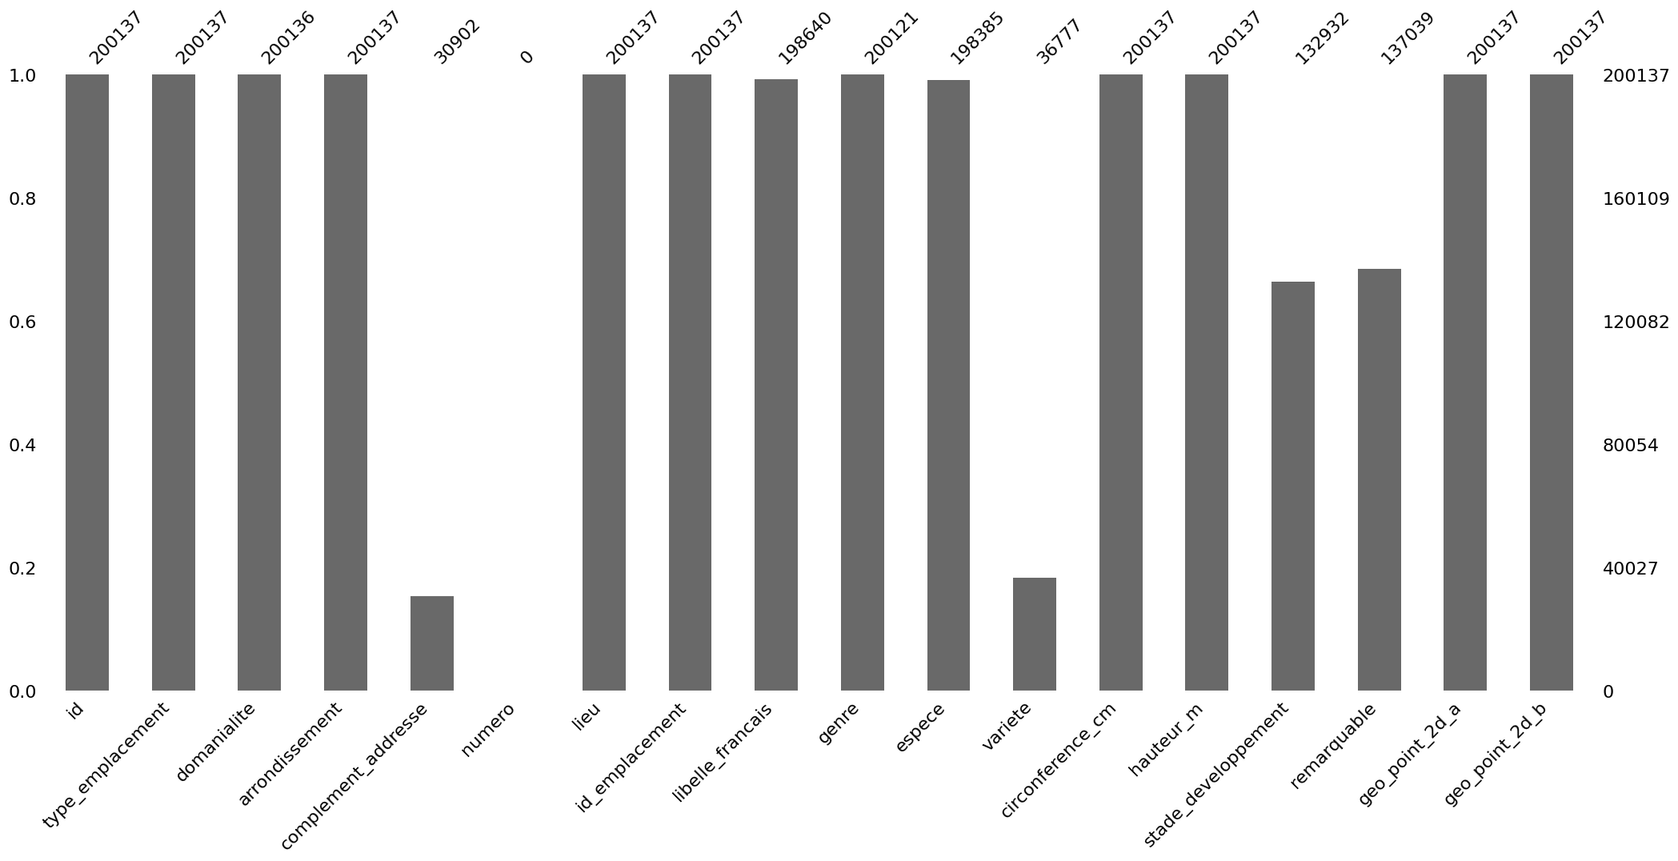 200137
200137
200136
200137
30902
0
200137
200137
198640
200121
198385
36777
200137
200137
132932
137039
200137
200137
1.0
0.8
0.6
0.4
0.2
0.0
200137
160109
120082
80054
40027
0
id
type_emplacement
domanialite
arrondissement
complement_addresse
numero
lieu
id_emplacement
libelle_francais
genre
espece
variete
circonference_cm
hauteur_m
stade_developpement
remarquable
geo_point_2d_a
geo_point_2d_b